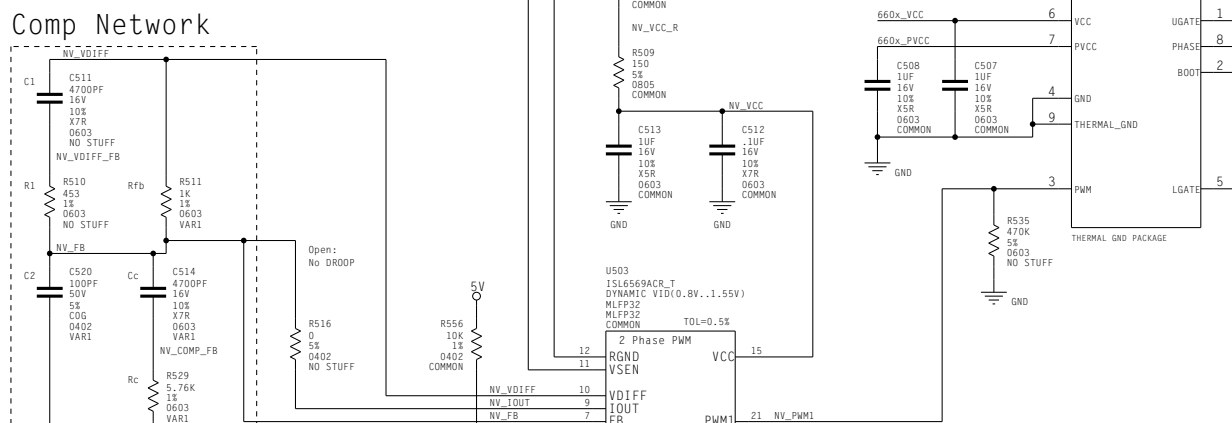 Comp Network
NV_VDIFF
C1
C511
4700PF
16V
10%
X7R
0603
NO STUFF
NV_VDIFF_FB
R1
R510
453
1%
0603
NO STUFF
Rfb
R511
1K
1%
0603
VAR1
NV_FB
C2
C520
100PF
50V
5%
C0G
0402
VAR1
Cc
C514
4700PF
16V
10%
X7R
0603
VAR1
NV_COMP_FB
Rc
R529
5.76K
1%
0603
VAR1
Open:
No DROOP
R516
0
5%
0402
NO STUFF
5V
R556
10K
1%
0402
COMMON
COMMON
NV_VCC_R
R509
150
5%
0805
COMMON
NV_VCC
C513
1UF
16V
10%
X5R
0603
COMMON
GND
C512
.1UF
16V
10%
X7R
0603
COMMON
GND
U503
ISL6569ACR_T
DYNAMIC VID(0.8V..1.55V)
MLFP32
MLFP32
COMMON
TOL=0.5%
2 Phase PWM
12 RGND
11 VSEN
VCC 15
NV_VDIFF 10 VDIFF
NV_IOUT 9 IOUT
NV_FB 7 FB
PWM1 21 NV_PWM1
660x_VCC 6 VCC
660x_PVCC 7 PVCC
C508
1UF
16V
10%
X5R
0603
COMMON
C507
1UF
16V
10%
X5R
0603
COMMON
GND
4 GND
9 THERMAL_GND
3 PWM
UGATE 1
PHASE 8
BOOT 2
LGATE 5
THERMAL GND PACKAGE
R535
470K
5%
0603
NO STUFF
GND